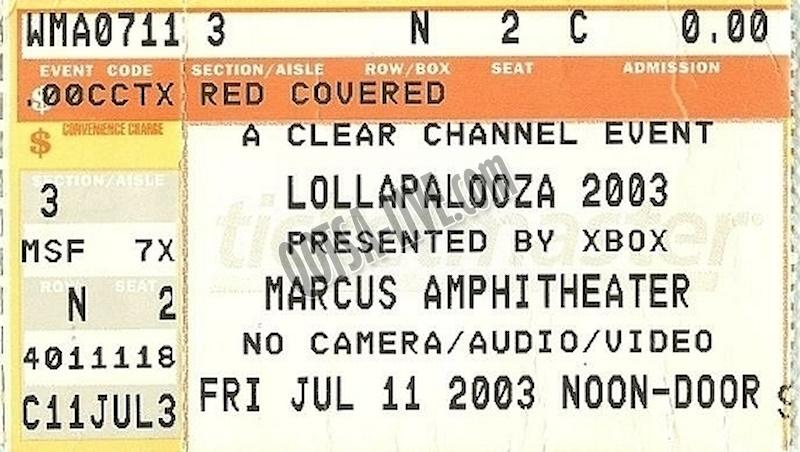 WMA0711 3 N 2 C 0.00
EVENT CODE SECTION/AISLE ROW/BOX SEAT ADMISSION
$ .00CCTX RED COVERED
$ CONVENIENCE CHARGE
A CLEAR CHANNEL EVENT
SECTION/AISLE
3
LOLLAPALOOZA 2003
ticketmaster
MSF 7X
PRESENTED BY XBOX
ROW/BOX SEAT
N 2
MARCUS AMPHITHEATER
4011118
NO CAMERA/AUDIO/VIDEO
C11JUL3
FRI JUL 11 2003 NOON-DOOR S